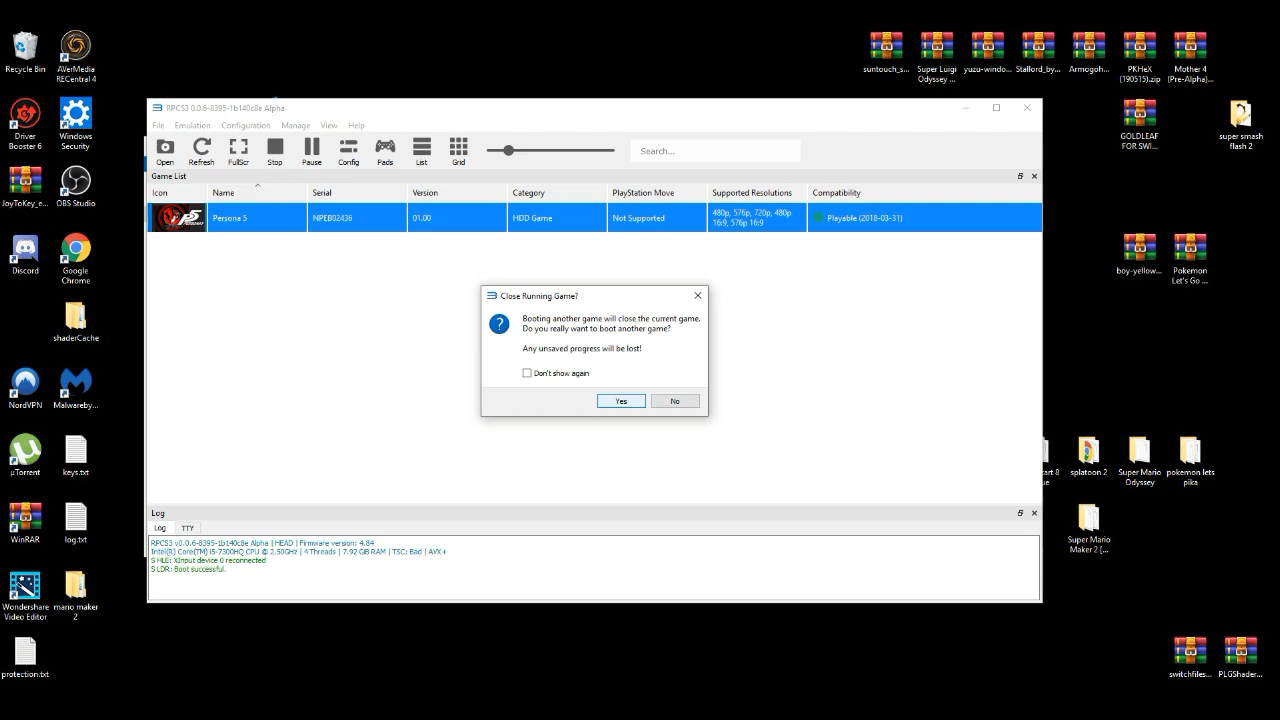 Recycle Bin
AVerMedia
RECentral 4
suntouch_s...
Super Luigi
Odyssey ...
yuzu-windo...
Stallord_by...
Armogoh...
PKHeX
(190515).zip
Mother 4
(Pre-Alpha)...
Driver
Booster 6
Windows
Security
GOLDLEAF
FOR SWI...
super smash
flash 2
JoyToKey_e...
OBS Studio
Discord
Google
Chrome
boy-yellow...
Pokemon
Let's Go ...
shaderCache
NordVPN
Malwareby...
µTorrent
keys.txt
splatoon 2
Super Mario
Odyssey
pokemon lets
pika
WinRAR
log.txt
Super Mario
Maker 2 [...
Wondershare
Video Editor
mario maker
2
protection.txt
switchfiles...
PLGShader...
RPCS3 0.0.6-8395-1b140c8e Alpha
File Emulation Configuration Manage View Help
Open Refresh FullScr Stop Pause Config Pads List Grid Search...
Game List
Icon Name Serial Version Category PlayStation Move Supported Resolutions Compatibility
Persona 5 NPEB02436 01.00 HDD Game Not Supported 480p, 576p, 720p, 480p
16:9, 576p 16:9
Playable (2018-03-31)
Close Running Game?
Booting another game will close the current game.
Do you really want to boot another game?
Any unsaved progress will be lost!
Don't show again
Yes No
Log
Log TTY
RPCS3 v0.0.6-8395-1b140c8e Alpha | HEAD | Firmware version: 4.84
Intel(R) Core(TM) i5-7300HQ CPU @ 2.50GHz | 4 Threads | 7.92 GiB RAM | TSC: Bad | AVX+
S HLE: XInput device 0 reconnected
S LDR: Boot successful.